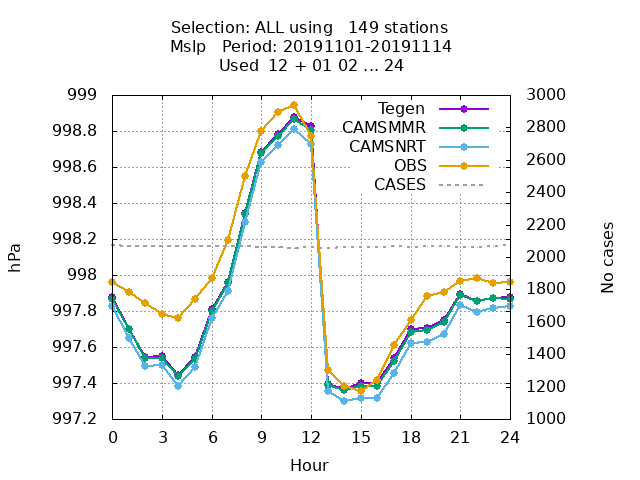 Selection: ALL using 149 stations
Mslp Period: 20191101-20191114
Used 12 + 01 02 ... 24
999
998.8
998.6
998.4
998.2
998
997.8
997.6
997.4
997.2
hPa
Tegen
CAMSMMR
CAMSNRT
OBS
CASES
3000
2800
2600
2400
2200
2000
1800
1600
1400
1200
1000
No cases
0 3 6 9 12 15 18 21 24
Hour